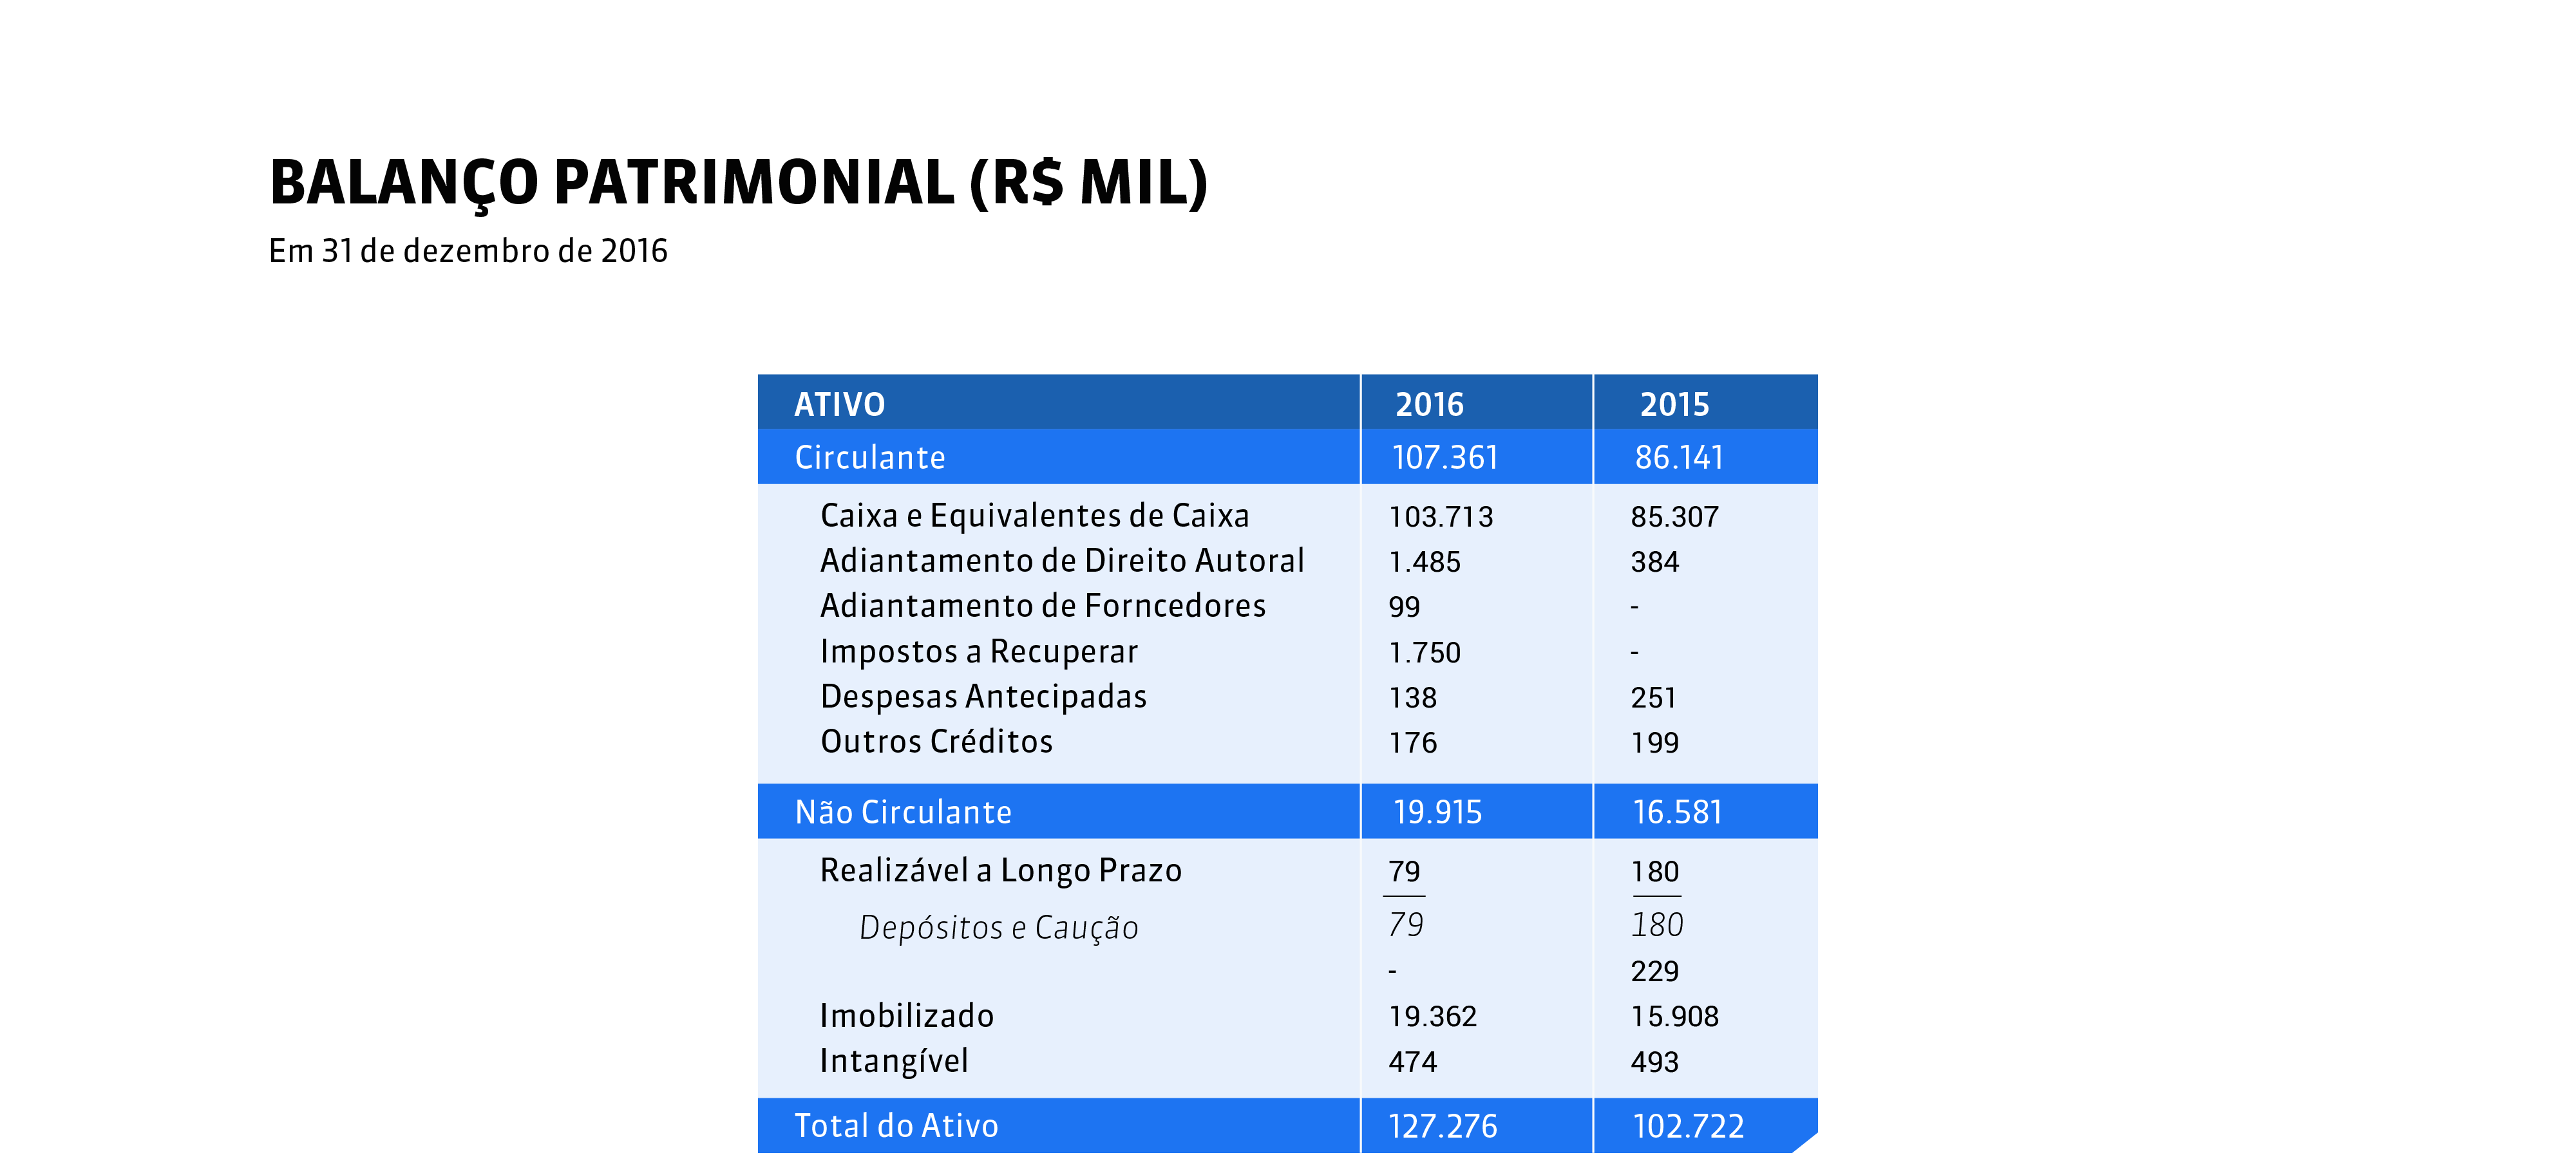 BALANÇO PATRIMONIAL (R$ MIL)
Em 31 de dezembro de 2016
ATIVO 2016 2015
Circulante 107.361 86.141
Caixa e Equivalentes de Caixa 103.713 85.307
Adiantamento de Direito Autoral 1.485 384
Adiantamento de Forncedores 99 -
Impostos a Recuperar 1.750 -
Despesas Antecipadas 138 251
Outros Créditos 176 199
Não Circulante 19.915 16.581
Realizável a Longo Prazo 79 180
Depósitos e Caução 79 180
- 229
Imobilizado 19.362 15.908
Intangível 474 493
Total do Ativo 127.276 102.722